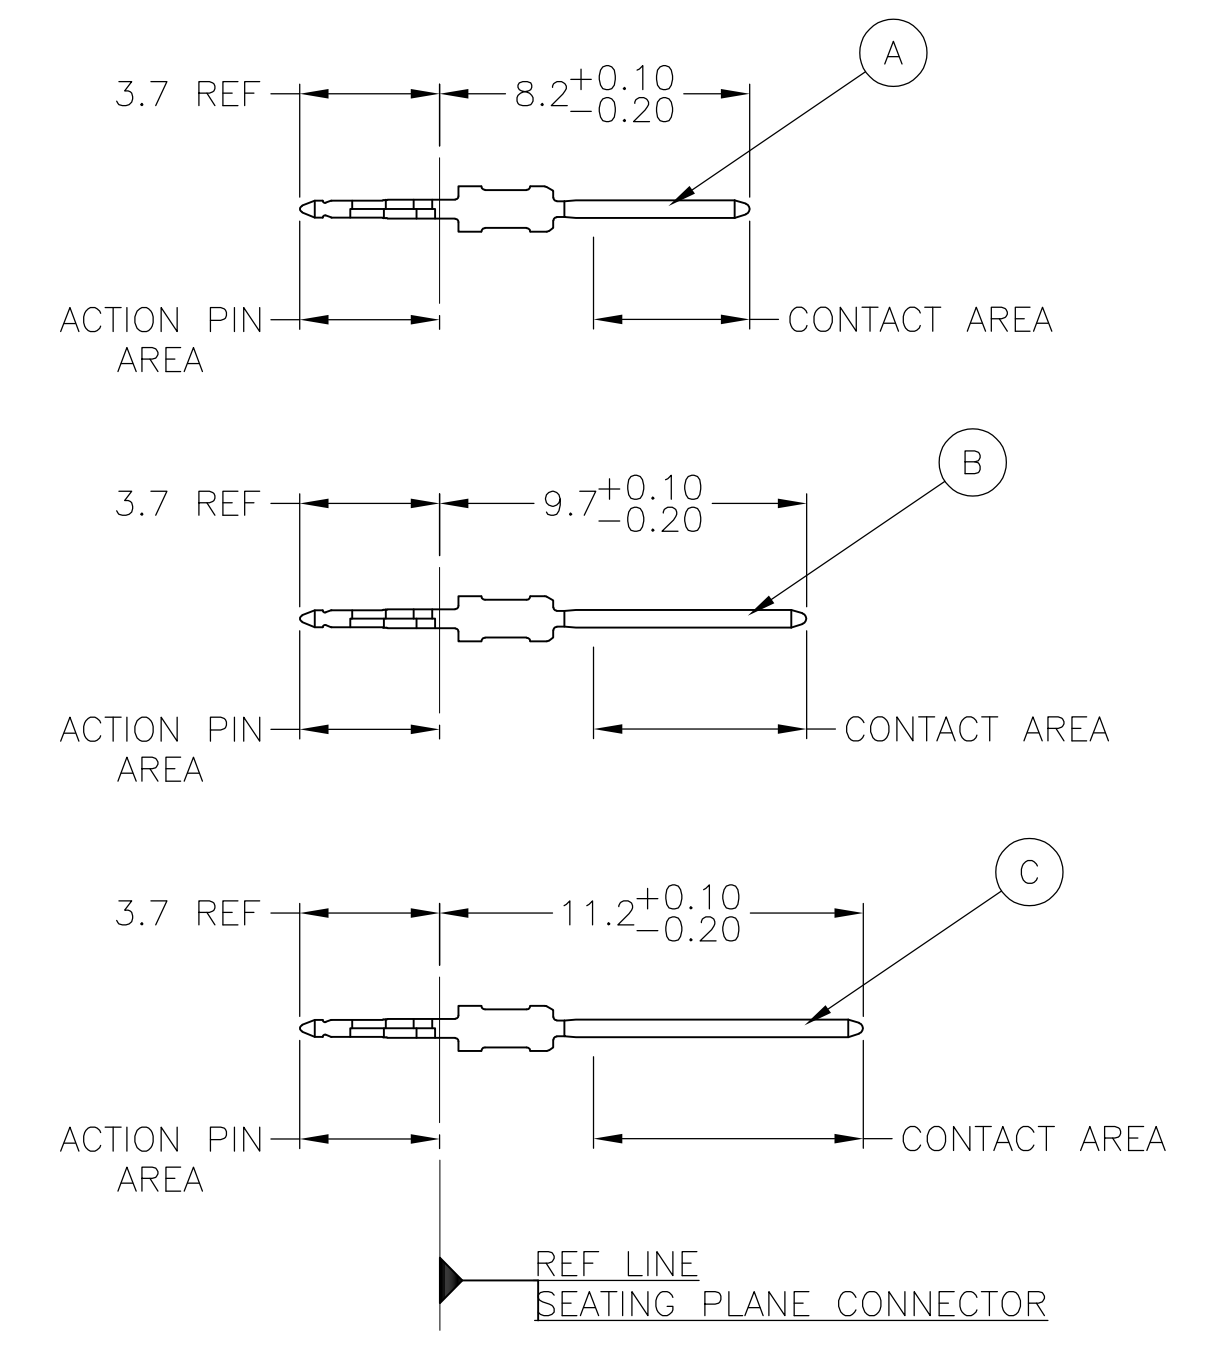 A
3.7 REF
8.2 +0.10
-0.20
ACTION PIN
AREA
CONTACT AREA
B
3.7 REF
9.7 +0.10
-0.20
ACTION PIN
AREA
CONTACT AREA
C
3.7 REF
11.2 +0.10
-0.20
ACTION PIN
AREA
CONTACT AREA
REF LINE
SEATING PLANE CONNECTOR